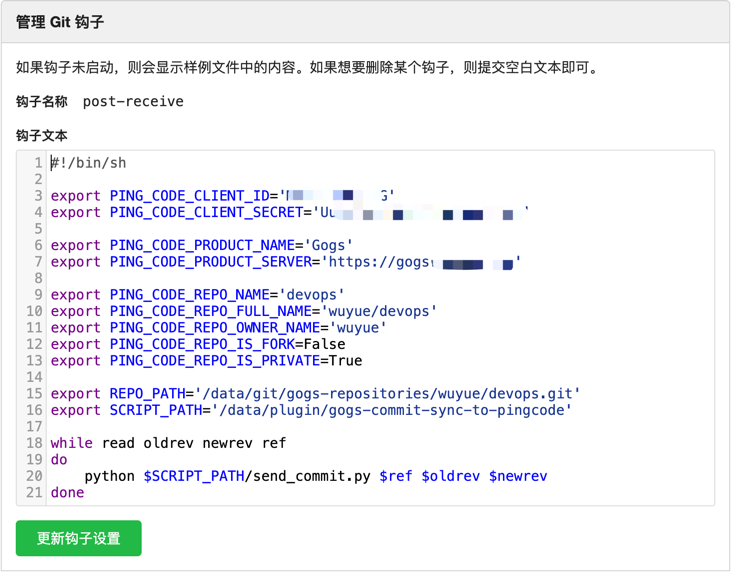 管理 Git 钩子
如果钩子未启动，则会显示样例文件中的内容。如果想要删除某个钩子，则提交空白文本即可。
钩子名称 post-receive
钩子文本
1 #!/bin/sh
2
3 export PING_CODE_CLIENT_ID='
4 export PING_CODE_CLIENT_SECRET='
5
6 export PING_CODE_PRODUCT_NAME='Gogs'
7 export PING_CODE_PRODUCT_SERVER='https://gogs '
8
9 export PING_CODE_REPO_NAME='devops'
10 export PING_CODE_REPO_FULL_NAME='wuyue/devops'
11 export PING_CODE_REPO_OWNER_NAME='wuyue'
12 export PING_CODE_REPO_IS_FORK=False
13 export PING_CODE_REPO_IS_PRIVATE=True
14
15 export REPO_PATH='/data/git/gogs-repositories/wuyue/devops.git'
16 export SCRIPT_PATH='/data/plugin/gogs-commit-sync-to-pingcode'
17
18 while read oldrev newrev ref
19 do
20 python $SCRIPT_PATH/send_commit.py $ref $oldrev $newrev
21 done
更新钩子设置